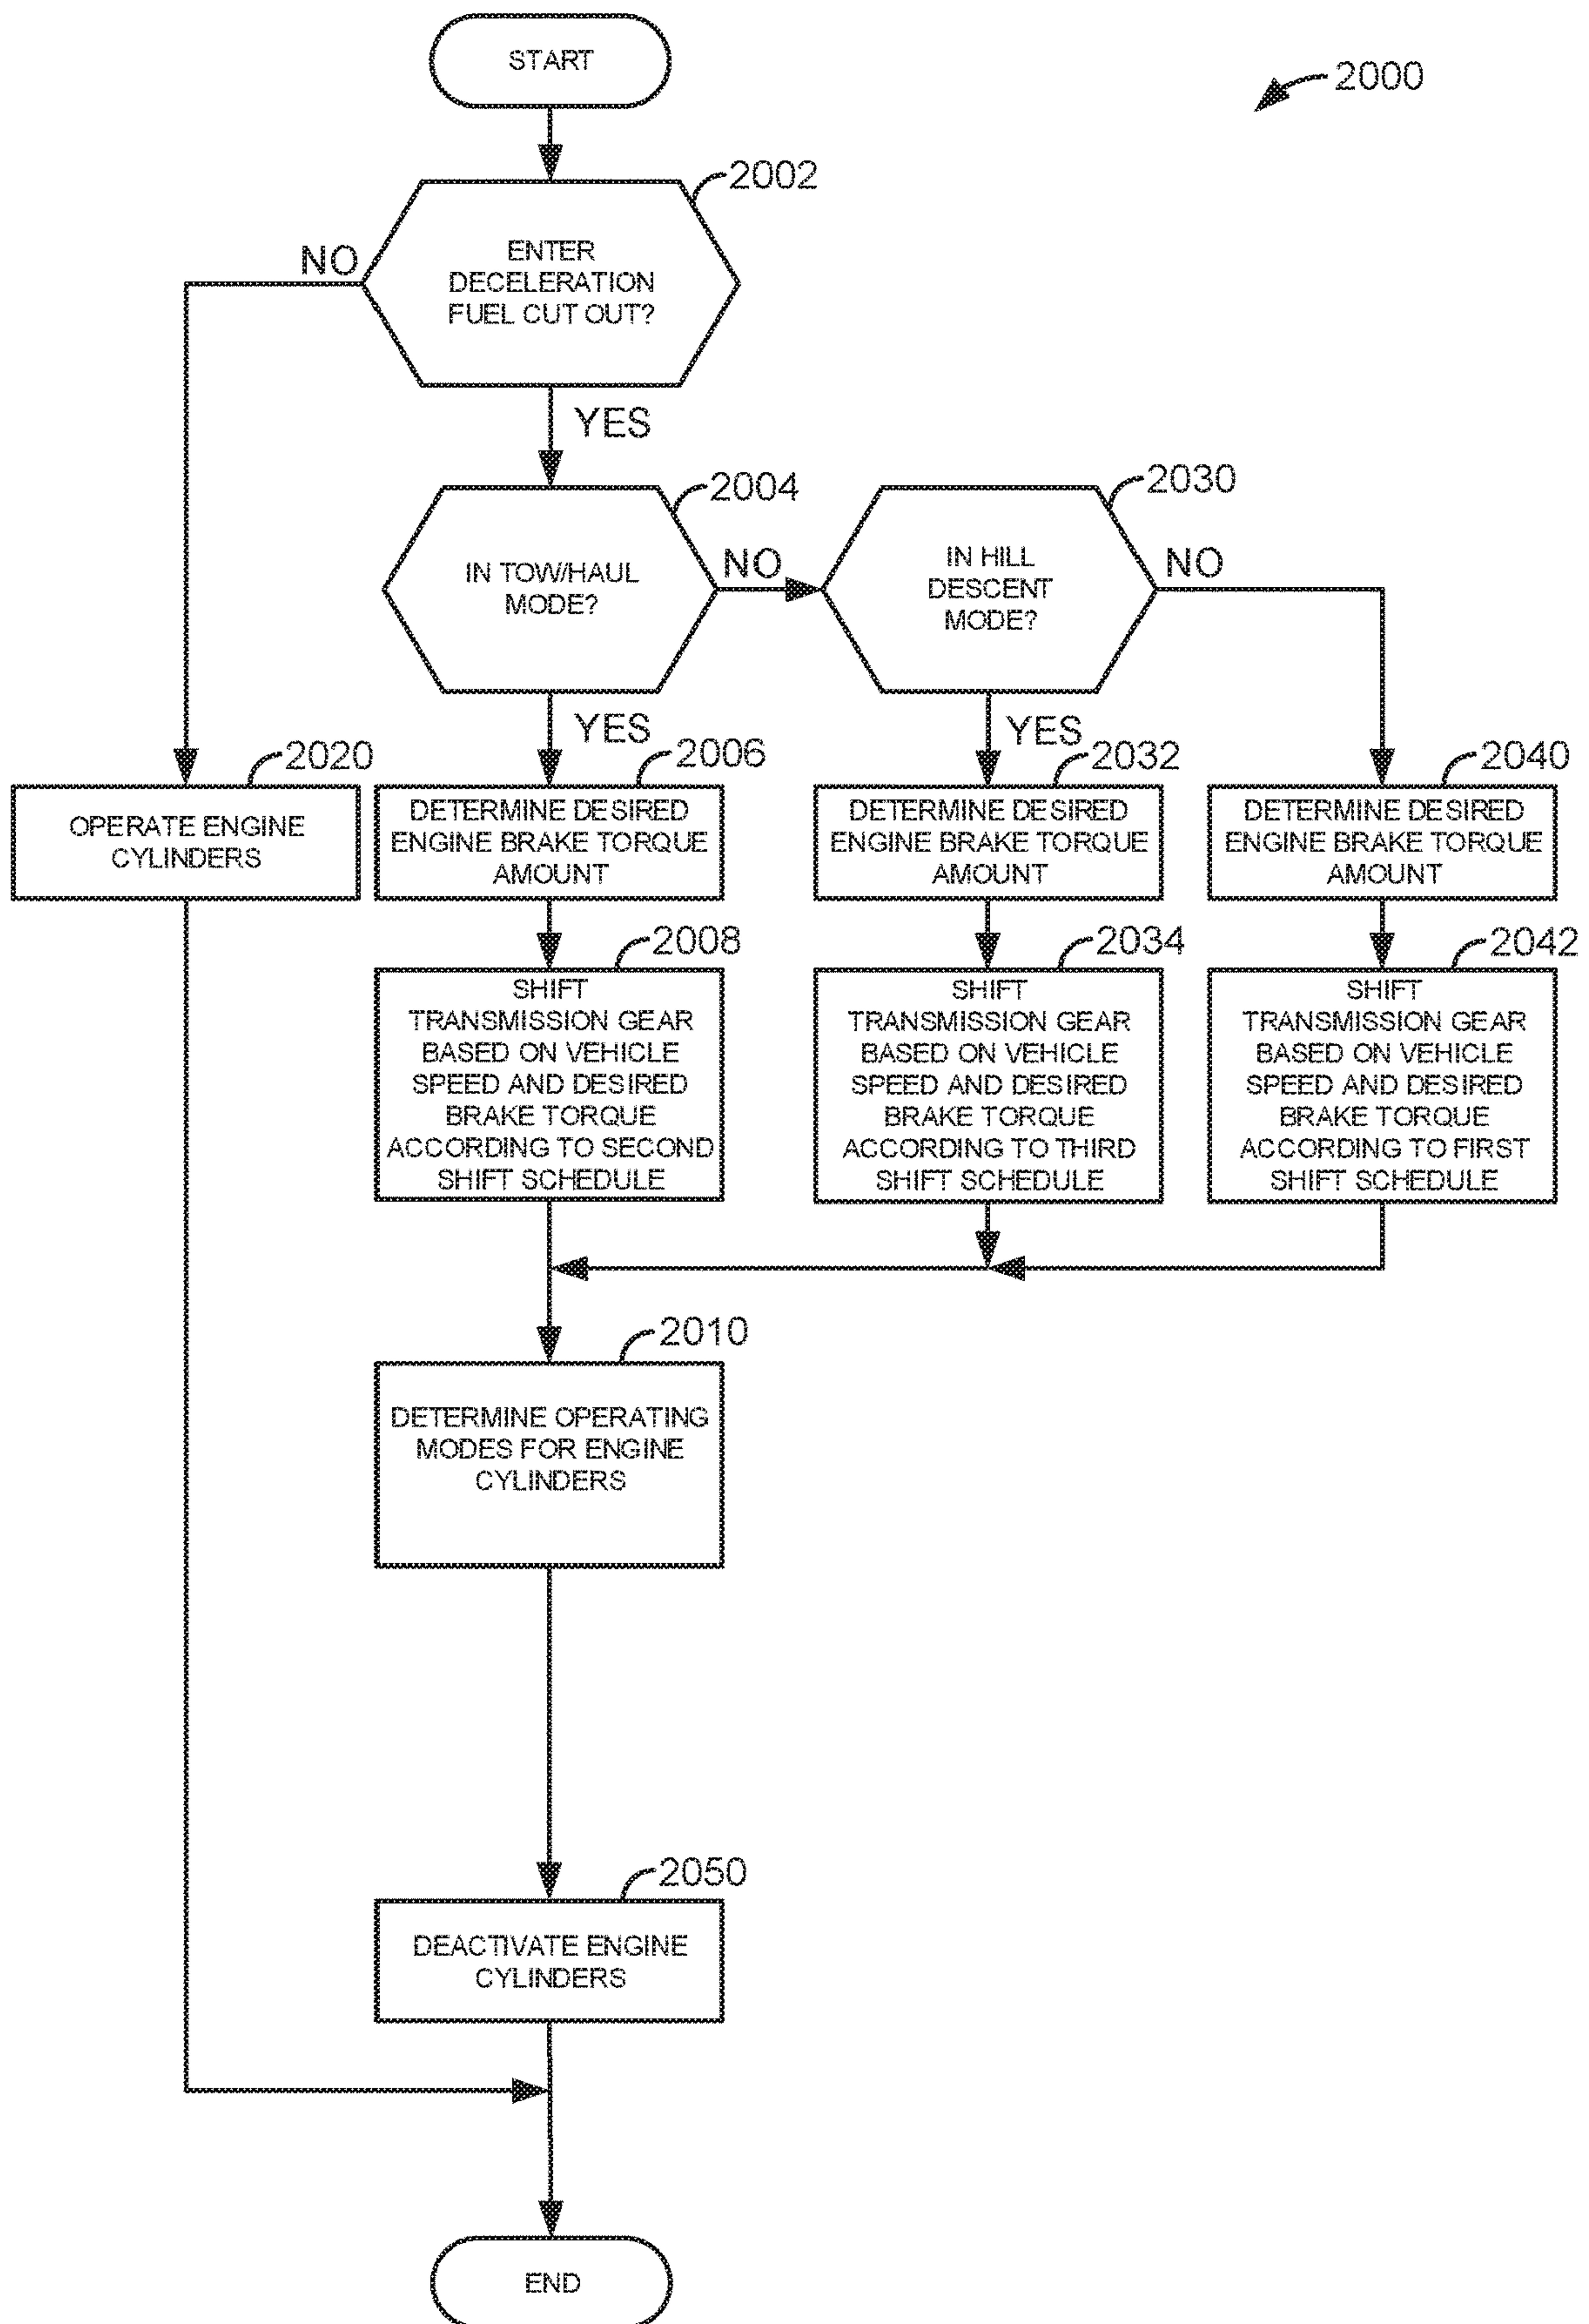 START
2000
2002
NO
ENTER
DECELERATION
FUEL CUT OUT?
YES
2004
2030
IN TOW/HAUL
MODE?
NO
IN HILL
DESCENT
MODE?
NO
YES
YES
2020
2006
2032
2040
OPERATE ENGINE
CYLINDERS
DETERMINE DESIRED
ENGINE BRAKE TORQUE
AMOUNT
DETERMINE DESIRED
ENGINE BRAKE TORQUE
AMOUNT
DETERMINE DESIRED
ENGINE BRAKE TORQUE
AMOUNT
2008
2034
2042
SHIFT
TRANSMISSION GEAR
BASED ON VEHICLE
SPEED AND DESIRED
BRAKE TORQUE
ACCORDING TO SECOND
SHIFT SCHEDULE
SHIFT
TRANSMISSION GEAR
BASED ON VEHICLE
SPEED AND DESIRED
BRAKE TORQUE
ACCORDING TO THIRD
SHIFT SCHEDULE
SHIFT
TRANSMISSION GEAR
BASED ON VEHICLE
SPEED AND DESIRED
BRAKE TORQUE
ACCORDING TO FIRST
SHIFT SCHEDULE
2010
DETERMINE OPERATING
MODES FOR ENGINE
CYLINDERS
2050
DEACTIVATE ENGINE
CYLINDERS
END